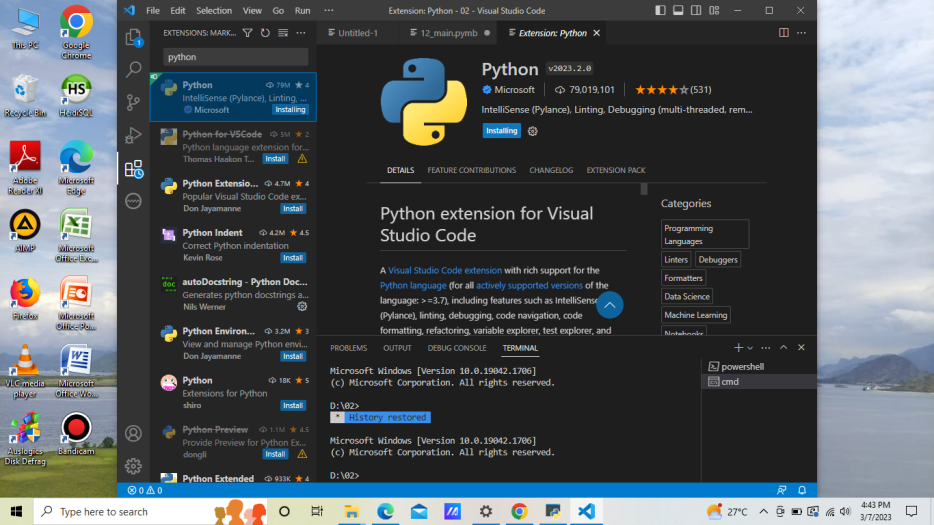 This PC
Google Chrome
Recycle Bin
HeidiSQL
Adobe Reader XI
Microsoft Edge
AIMP
Microsoft Office Exc...
Firefox
Microsoft Office Po...
VLC media player
Microsoft Office Wo...
Auslogics Disk Defrag
Bandicam
File Edit Selection View Go Run ··· Extension: Python - 02 - Visual Studio Code
EXTENSIONS: MARK...
python
Python 79M ★ 4
IntelliSense (Pylance), Linting, ...
Microsoft Installing
Python for VSCode 5M ★ 2
Python language extension for...
Thomas Haakon T... Install
Python Extensio... 4.7M ★ 4
Popular Visual Studio Code ex...
Don Jayamanne Install
Python Indent 4.2M ★ 4.5
Correct Python indentation
Kevin Rose Install
autoDocstring - Python Doc...
Generates python docstrings a...
Nils Werner
Python Environ... 3.2M ★ 3
View and manage Python envi...
Don Jayamanne Install
Python 18K ★ 5
Extensions for Python
shiro Install
Python Preview 1.1M ★ 4.5
Provide Preview for Python Ex...
dongli Install
Python Extended 933K ★ 4
Untitled-1 12_main.pymb Extension: Python
Python v2023.2.0
Microsoft 79,019,101 (531)
IntelliSense (Pylance), Linting, Debugging (multi-threaded, rem...
Installing
DETAILS FEATURE CONTRIBUTIONS CHANGELOG EXTENSION PACK
Python extension for Visual
Studio Code
A Visual Studio Code extension with rich support for the
Python language (for all actively supported versions of the
language: >=3.7), including features such as IntelliSense
(Pylance), linting, debugging, code navigation, code
formatting, refactoring, variable explorer, test explorer, and
Categories
Programming
Languages
Linters Debuggers
Formatters
Data Science
Machine Learning
Notebooks
PROBLEMS OUTPUT DEBUG CONSOLE TERMINAL
Microsoft Windows [Version 10.0.19042.1706]
(c) Microsoft Corporation. All rights reserved.
D:\02>
* History restored
Microsoft Windows [Version 10.0.19042.1706]
(c) Microsoft Corporation. All rights reserved.
D:\02>
powershell
cmd
0 0
Type here to search
27°C
4:43 PM
3/7/2023